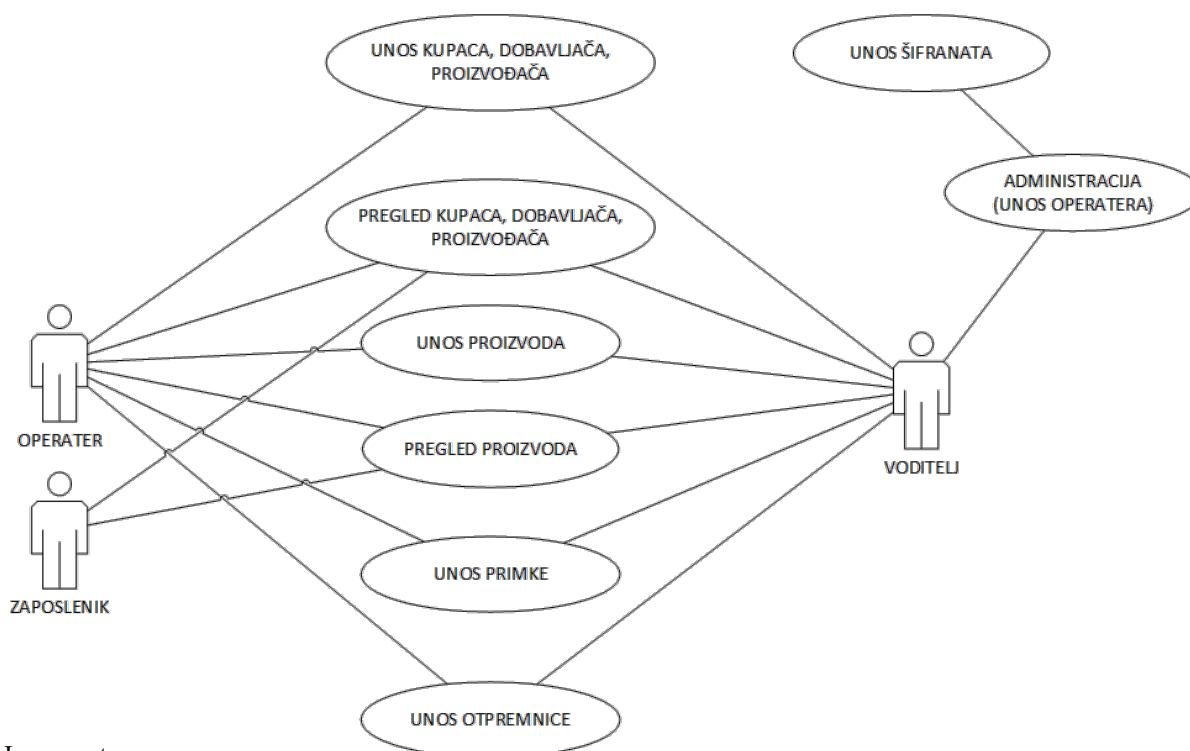 UNOS KUPACA, DOBAVLJAČA,
PROIZVOĐAČA
UNOS ŠIFRANATA
ADMINISTRACIJA
(UNOS OPERATERA)
PREGLED KUPACA, DOBAVLJAČA,
PROIZVOĐAČA
UNOS PROIZVODA
OPERATER
PREGLED PROIZVODA
VODITELJ
UNOS PRIMKE
ZAPOSLENIK
UNOS OTPREMNICE